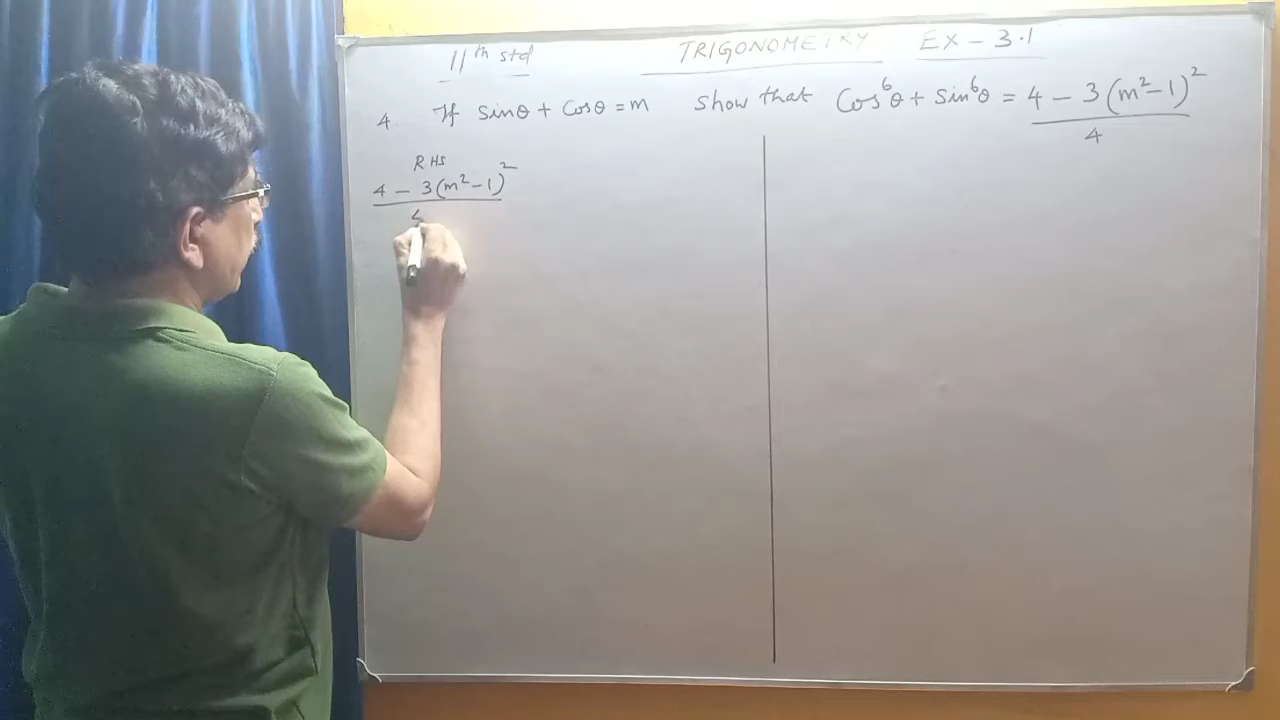 11th std TRIGONOMETRY EX - 3.1
4. If sinθ + Cosθ = m show that Cos⁶θ + sin⁶θ = 4 - 3(m²-1)²
4
RHS
4 - 3(m²-1)²